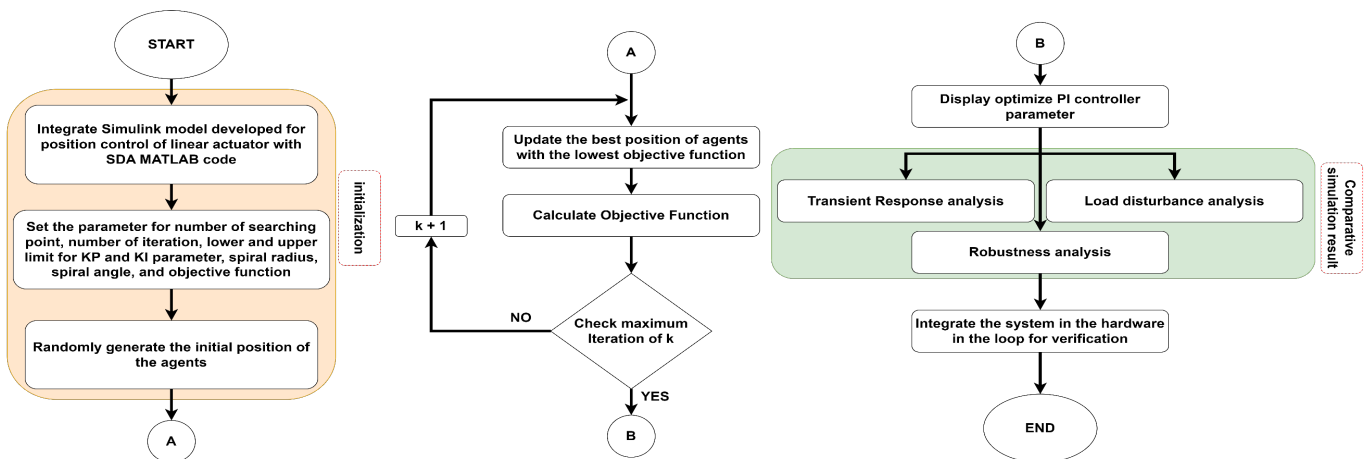 START
Integrate Simulink model developed for
position control of linear actuator with
SDA MATLAB code
Set the parameter for number of searching
point, number of iteration, lower and upper
limit for KP and KI parameter, spiral radius,
spiral angle, and objective function
Randomly generate the initial position of
the agents
A
initialization
A
Update the best position of agents
with the lowest objective function
Calculate Objective Function
k + 1
NO
Check maximum
Iteration of k
YES
B
B
Display optimize PI controller
parameter
Transient Response analysis
Load disturbance analysis
Robustness analysis
Comparative
simulation result
Integrate the system in the hardware
in the loop for verification
END